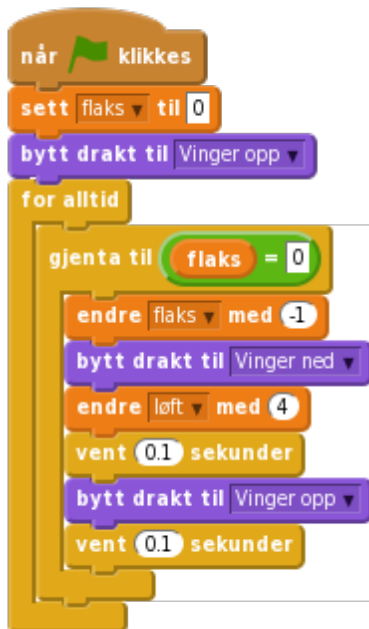 når klikkes
sett flaks til 0
bytt drakt til Vinger opp
for alltid
gjenta til flaks = 0
endre flaks med -1
bytt drakt til Vinger ned
endre løft med 4
vent 0.1 sekunder
bytt drakt til Vinger opp
vent 0.1 sekunder